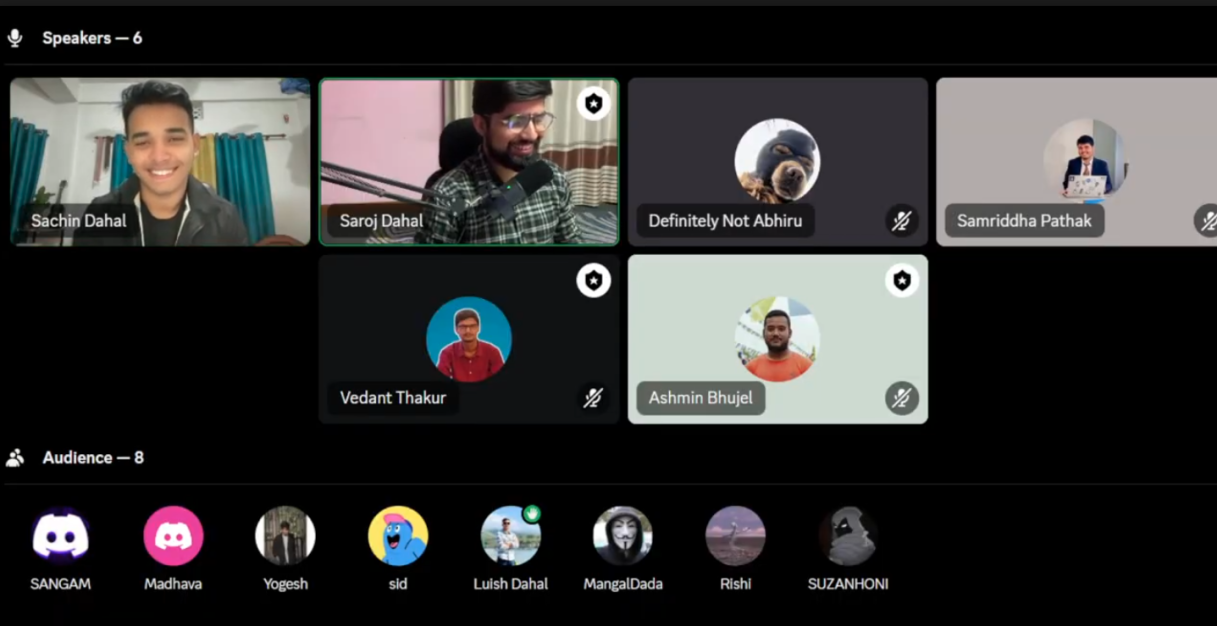 Speakers — 6
Sachin Dahal
Saroj Dahal
Definitely Not Abhiru
Samriddha Pathak
Vedant Thakur
Ashmin Bhujel
Audience — 8
SANGAM
Madhava
Yogesh
sid
Luish Dahal
MangalDada
Rishi
SUZANHONI